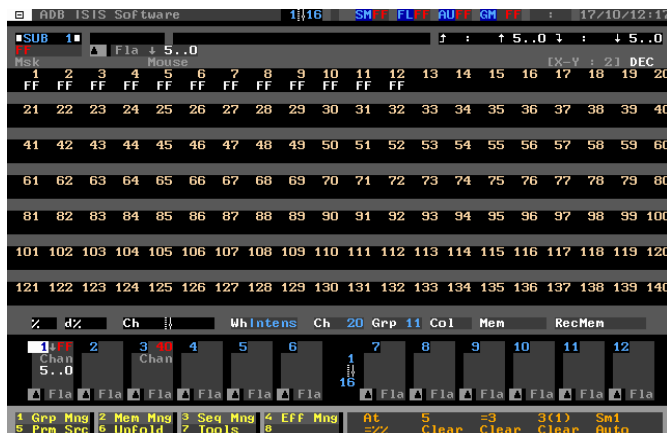 ADB ISIS Software 1 16 SMFF FLFF AUFF GM FF : 17/10/12:17
SUB 1 : ↑ 5..0 : ↓ 5..0
FF Fla ↓ 5..0
Msk Mouse [X-Y : 2] DEC
1 2 3 4 5 6 7 8 9 10 11 12 13 14 15 16 17 18 19 20
FF FF FF FF FF FF FF FF FF FF FF FF
21 22 23 24 25 26 27 28 29 30 31 32 33 34 35 36 37 38 39 40
41 42 43 44 45 46 47 48 49 50 51 52 53 54 55 56 57 58 59 60
61 62 63 64 65 66 67 68 69 70 71 72 73 74 75 76 77 78 79 80
81 82 83 84 85 86 87 88 89 90 91 92 93 94 95 96 97 98 99 100
101 102 103 104 105 106 107 108 109 110 111 112 113 114 115 116 117 118 119 120
121 122 123 124 125 126 127 128 129 130 131 132 133 134 135 136 137 138 139 140
% d% Ch WhIntens Ch 20 Grp 11 Col Mem RecMem
1↓FF 2 3 40 4 5 6 7 8 9 10 11 12
Chan Chan 1
5..0
16
Fla Fla Fla Fla Fla Fla Fla Fla Fla Fla Fla Fla
1 Grp Mng 2 Mem Mng 3 Seq Mng 4 Eff Mng At 5 =3 3(1) Sm1
5 Prm Src 6 Unfold 7 Tools 8 =%% Clear Clear Clear Auto